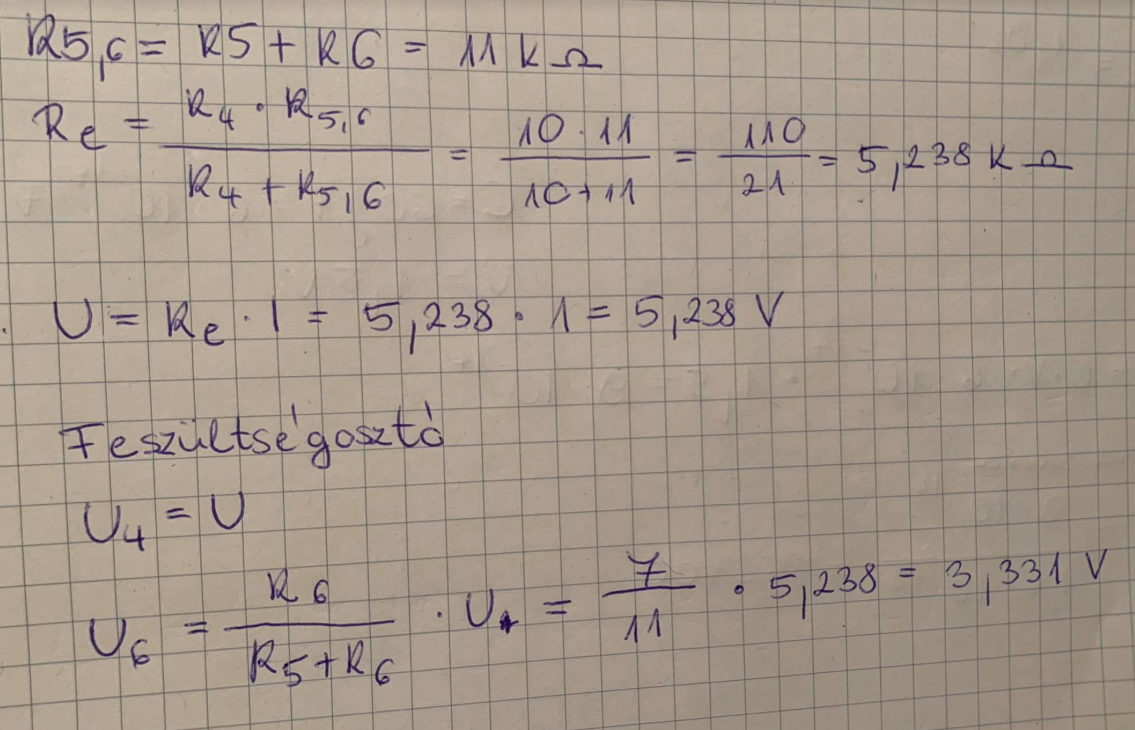 R5,6 = R5 + R6 = 11 kΩ
Re = (R4 · R5,6) / (R4 + R5,6) = (10 · 11) / (10 + 11) = 110 / 21 = 5,238 kΩ
U = Re · I = 5,238 · 1 = 5,238 V
Feszültségosztó
U4 = U
U6 = R6 / (R5 + R6) · U = 7 / 11 · 5,238 = 3,331 V